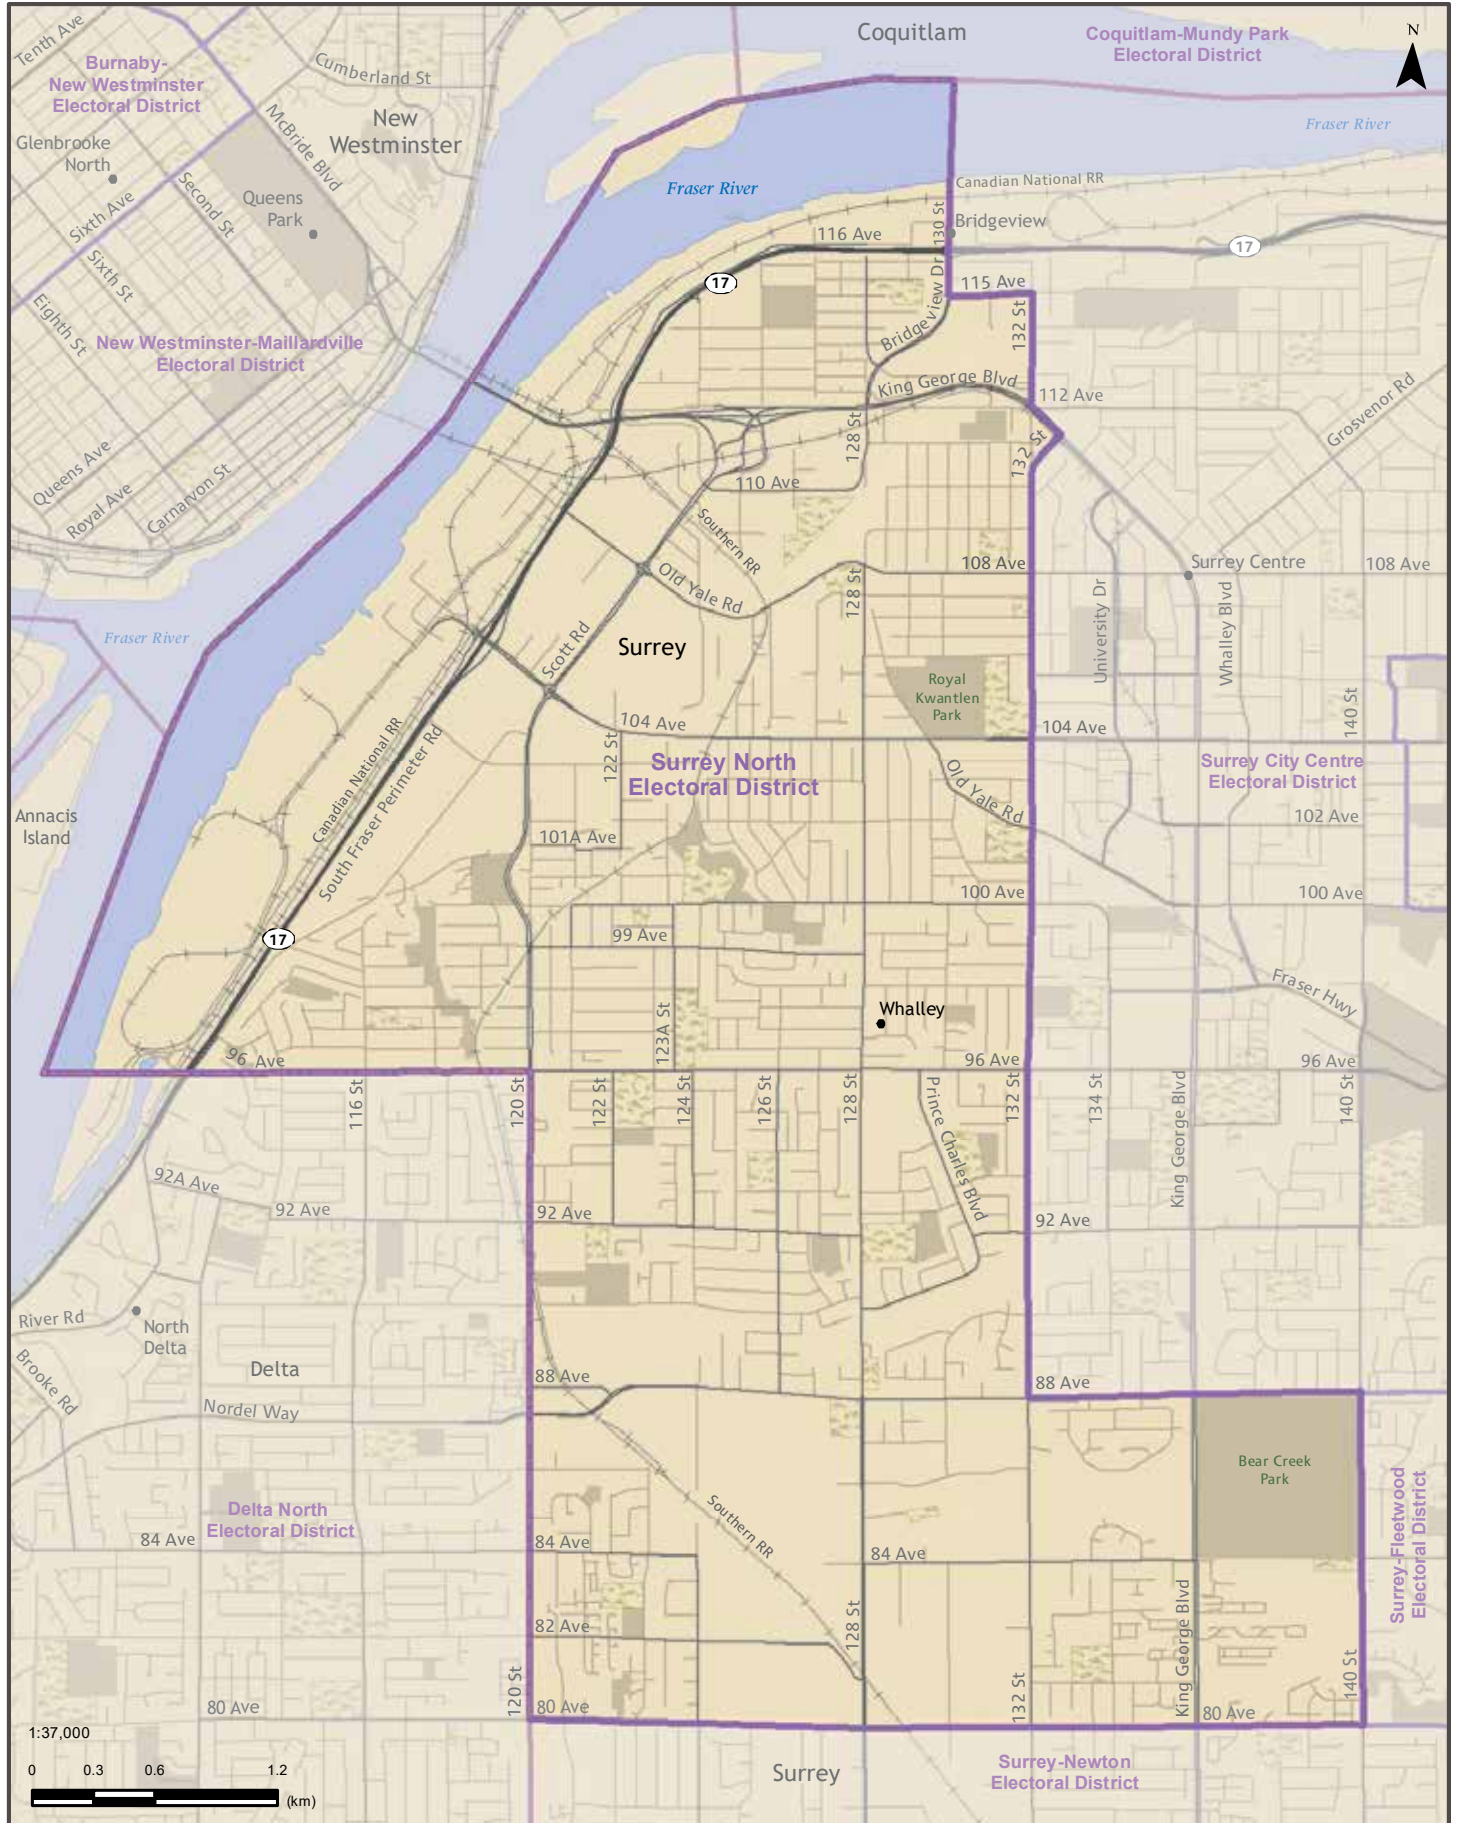 Tenth Ave
Burnaby-
New Westminster
Electoral District
Cumberland St
Coquitlam
Coquitlam-Mundy Park
Electoral District
N
McBride Blvd
New
Westminster
Fraser River
Glenbrooke
North
Second St
Queens
Park
Sixth Ave
Fraser River
Canadian National RR
130 St
Bridgeview
116 Ave
17
17
Sixth St
Eighth St
115 Ave
Bridgeview Dr
132 St
New Westminster-Maillardville
Electoral District
King George Blvd
112 Ave
Grosvenor Rd
128 St
132 St
Queens Ave
Royal Ave
Carnarvon St
110 Ave
Southern RR
Old Yale Rd
108 Ave
Surrey Centre
108 Ave
128 St
University Dr
Whalley Blvd
Fraser River
Surrey
Scott Rd
Royal
Kwantlen
Park
140 St
104 Ave
104 Ave
122 St
Surrey North
Electoral District
Surrey City Centre
Electoral District
Canadian National RR
South Fraser Perimeter Rd
Old Yale Rd
Annacis
Island
102 Ave
101A Ave
100 Ave
100 Ave
17
99 Ave
Fraser Hwy
Whalley
123A St
96 Ave
96 Ave
96 Ave
116 St
120 St
122 St
124 St
126 St
128 St
Prince Charles Blvd
132 St
134 St
King George Blvd
140 St
92A Ave
92 Ave
92 Ave
92 Ave
River Rd
North
Delta
Delta
Brooke Rd
88 Ave
88 Ave
Nordel Way
Bear Creek
Park
Delta North
Electoral District
Southern RR
Surrey-Fleetwood
Electoral District
84 Ave
84 Ave
84 Ave
82 Ave
128 St
King George Blvd
120 St
132 St
140 St
80 Ave
80 Ave
80 Ave
1:37,000
0 0.3 0.6 1.2
(km)
Surrey
Surrey-Newton
Electoral District